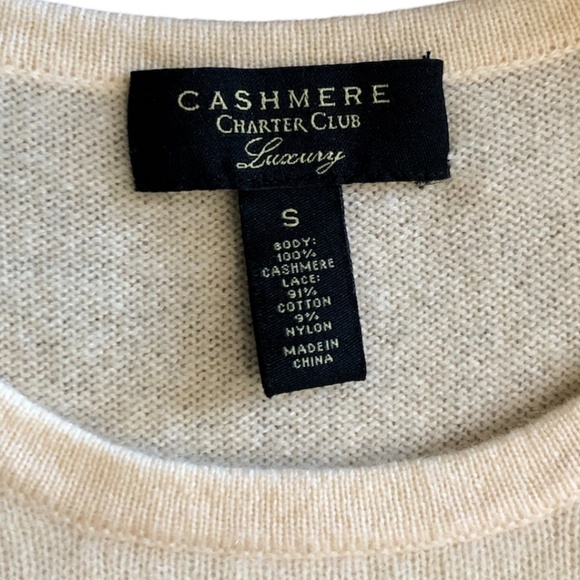 CASHMERE
CHARTER CLUB
Luxury
S
BODY:
100%
CASHMERE
LACE:
91%
COTTON
9%
NYLON
MADE IN
CHINA